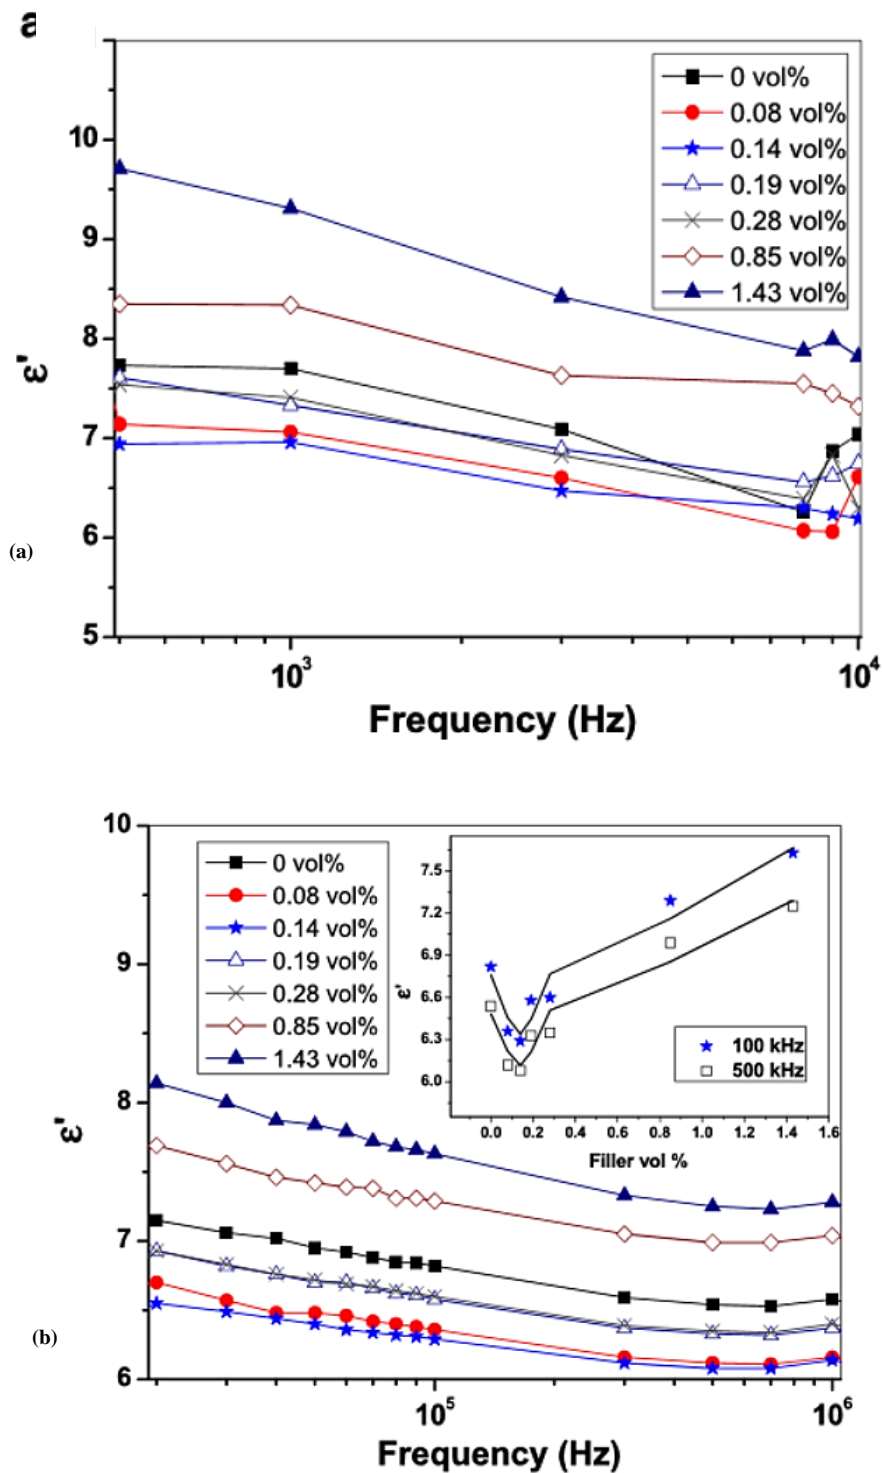 a
0 vol%
0.08 vol%
0.14 vol%
0.19 vol%
0.28 vol%
0.85 vol%
1.43 vol%
10
9
8
7
6
5
ε'
(a)
10³
10⁴
Frequency (Hz)
10
9
8
7
6
ε'
(b)
0 vol%
0.08 vol%
0.14 vol%
0.19 vol%
0.28 vol%
0.85 vol%
1.43 vol%
7.5
7.2
6.9
6.6
6.3
6.0
ε'
100 kHz
500 kHz
0.0 0.2 0.4 0.6 0.8 1.0 1.2 1.4 1.6
Filler vol %
10⁵
10⁶
Frequency (Hz)